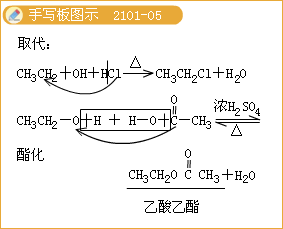 手写板图示 2101-05
取代:
CH₃CH₂+OH+H Cl △→ CH₃CH₂Cl+H₂O
CH₃CH₂-O+H + H-O+C(=O)-CH₃ 浓H₂SO₄ △ ⇌
酯化
CH₃CH₂O C(=O) CH₃+H₂O
乙酸乙酯